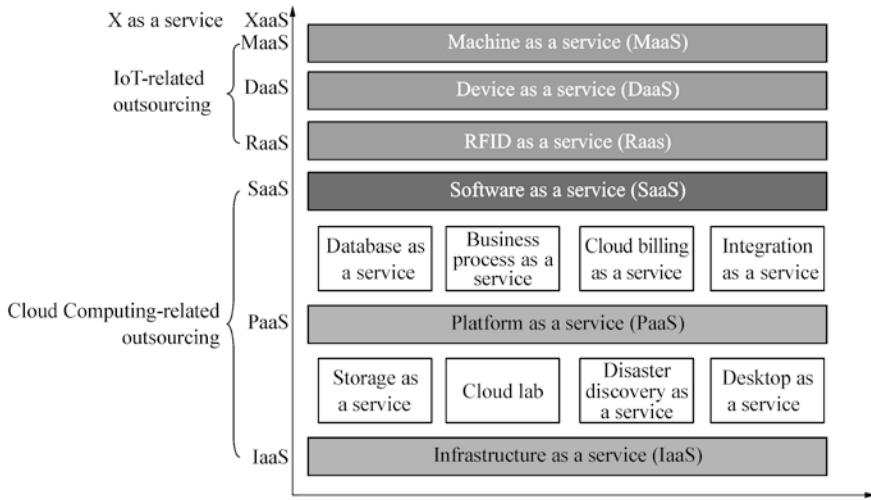 X as a service XaaS
MaaS Machine as a service (MaaS)
IoT-related
outsourcing
DaaS Device as a service (DaaS)
RaaS RFID as a service (Raas)
SaaS Software as a service (SaaS)
Database as
a service
Business
process as a
service
Cloud billing
as a service
Integration
as a service
Cloud Computing-related
outsourcing
PaaS Platform as a service (PaaS)
Storage as
a service
Cloud lab
Disaster
discovery as
a service
Desktop as
a service
IaaS Infrastructure as a service (IaaS)